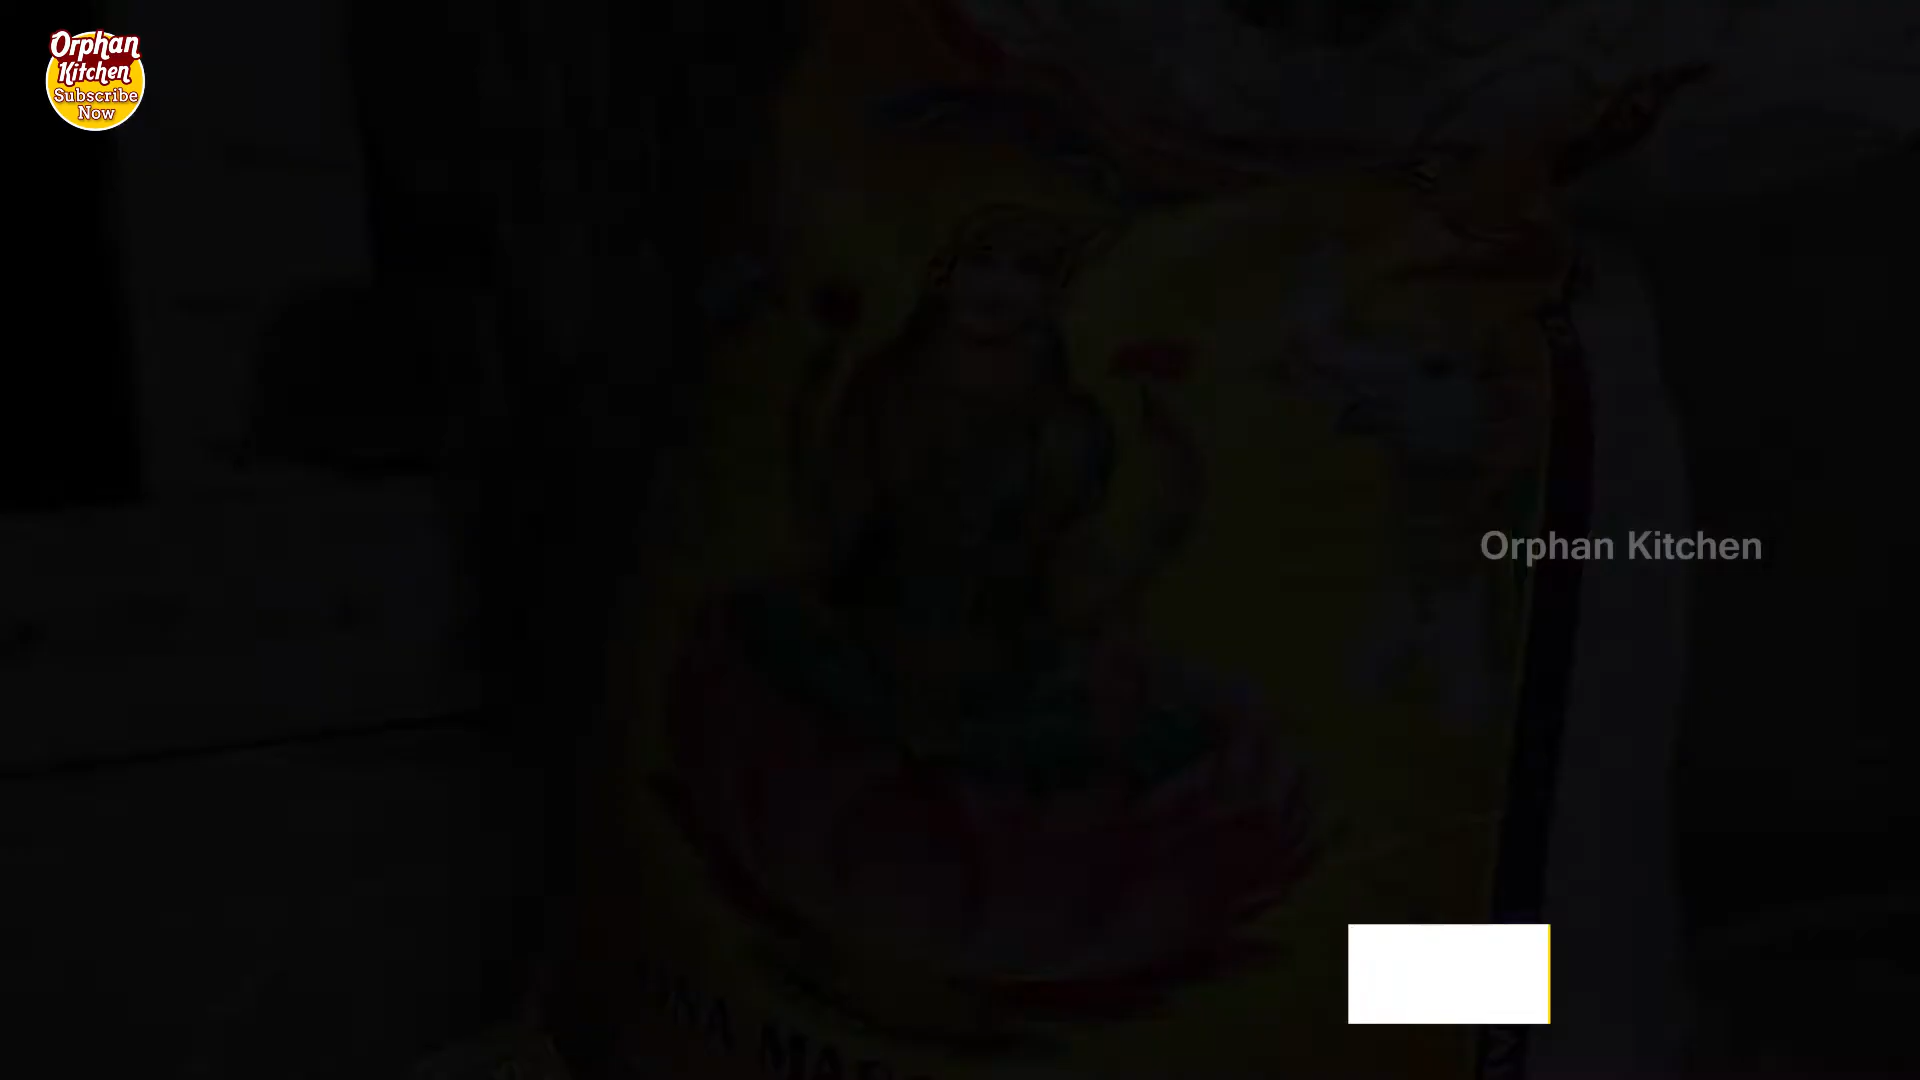 Orphan
Kitchen
Subscribe
Now
Orphan Kitchen